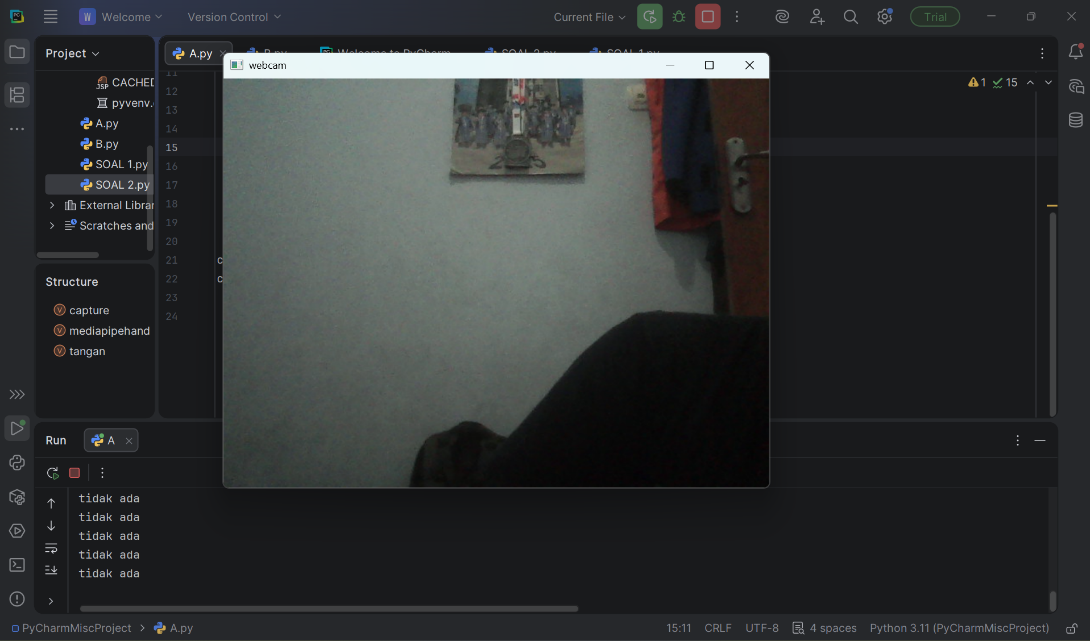 W Welcome
Version Control
Current File
Trial
Project
A.py
webcam
CACHED
pyvenv.
A.py
B.py
SOAL 1.py
SOAL 2.py
External Librar
Scratches and
11
12
13
14
15
16
17
18
19
20
21 c
22 c
23
24
1 15
Structure
capture
mediapipehand
tangan
Run
A
tidak ada
tidak ada
tidak ada
tidak ada
tidak ada
PyCharmMiscProject > A.py
15:11 CRLF UTF-8 4 spaces Python 3.11 (PyCharmMiscProject)